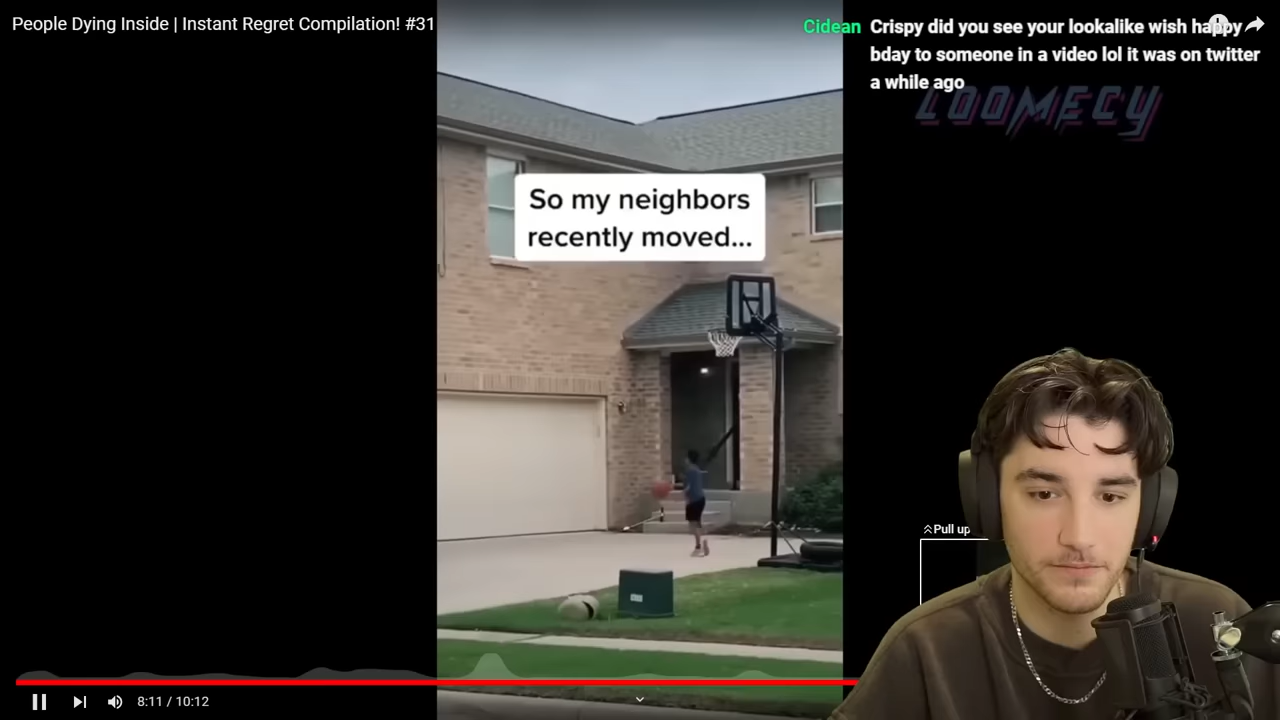 People Dying Inside | Instant Regret Compilation! #31
Cidean Crispy did you see your lookalike wish happy
bday to someone in a video lol it was on twitter
a while ago
LOOMECY
So my neighbors
recently moved...
Pull up
8:11 / 10:12